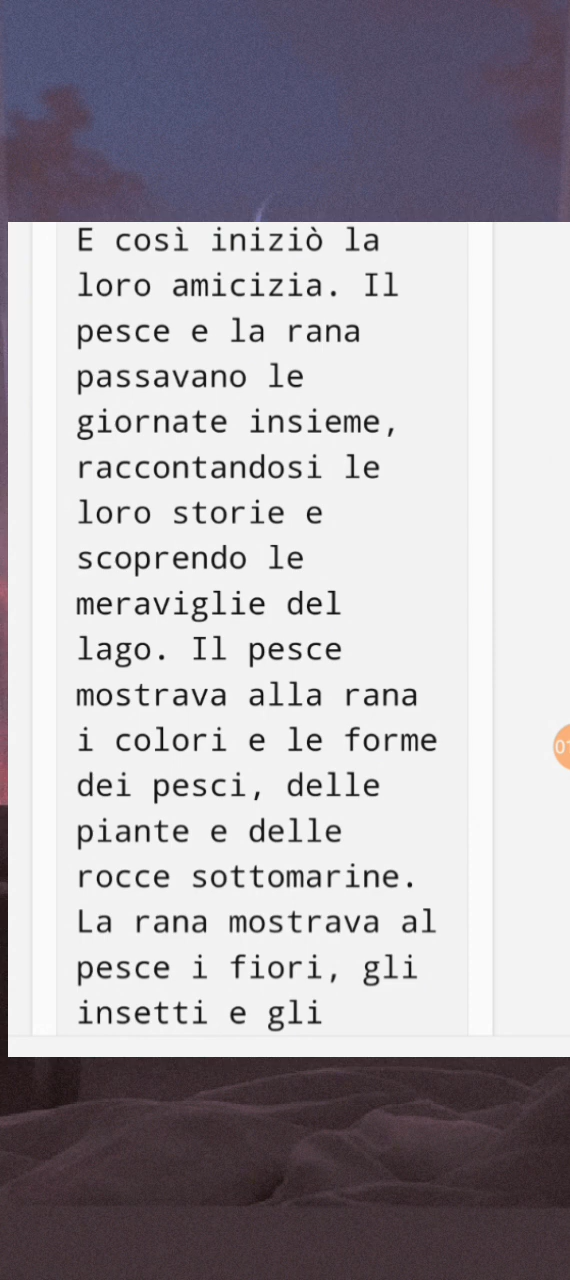 E così iniziò la
loro amicizia. Il
pesce e la rana
passavano le
giornate insieme,
raccontandosi le
loro storie e
scoprendo le
meraviglie del
lago. Il pesce
mostrava alla rana
i colori e le forme
dei pesci, delle
piante e delle
rocce sottomarine.
La rana mostrava al
pesce i fiori, gli
insetti e gli